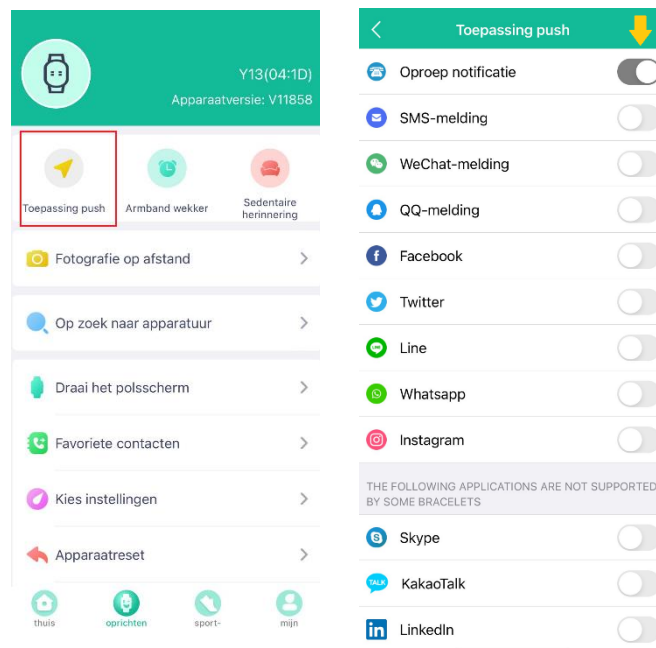 Y13(04:1D)
Apparaatversie: V11858
Toepassing push
Armband wekker
Sedentaire
herinnering
Fotografie op afstand
Op zoek naar apparatuur
Draai het polsscherm
Favoriete contacten
Kies instellingen
Apparaatreset
thuis
oprichten
sport-
mijn
Toepassing push
Oproep notificatie
SMS-melding
WeChat-melding
QQ-melding
Facebook
Twitter
Line
Whatsapp
Instagram
THE FOLLOWING APPLICATIONS ARE NOT SUPPORTED
BY SOME BRACELETS
Skype
TALK
KakaoTalk
LinkedIn